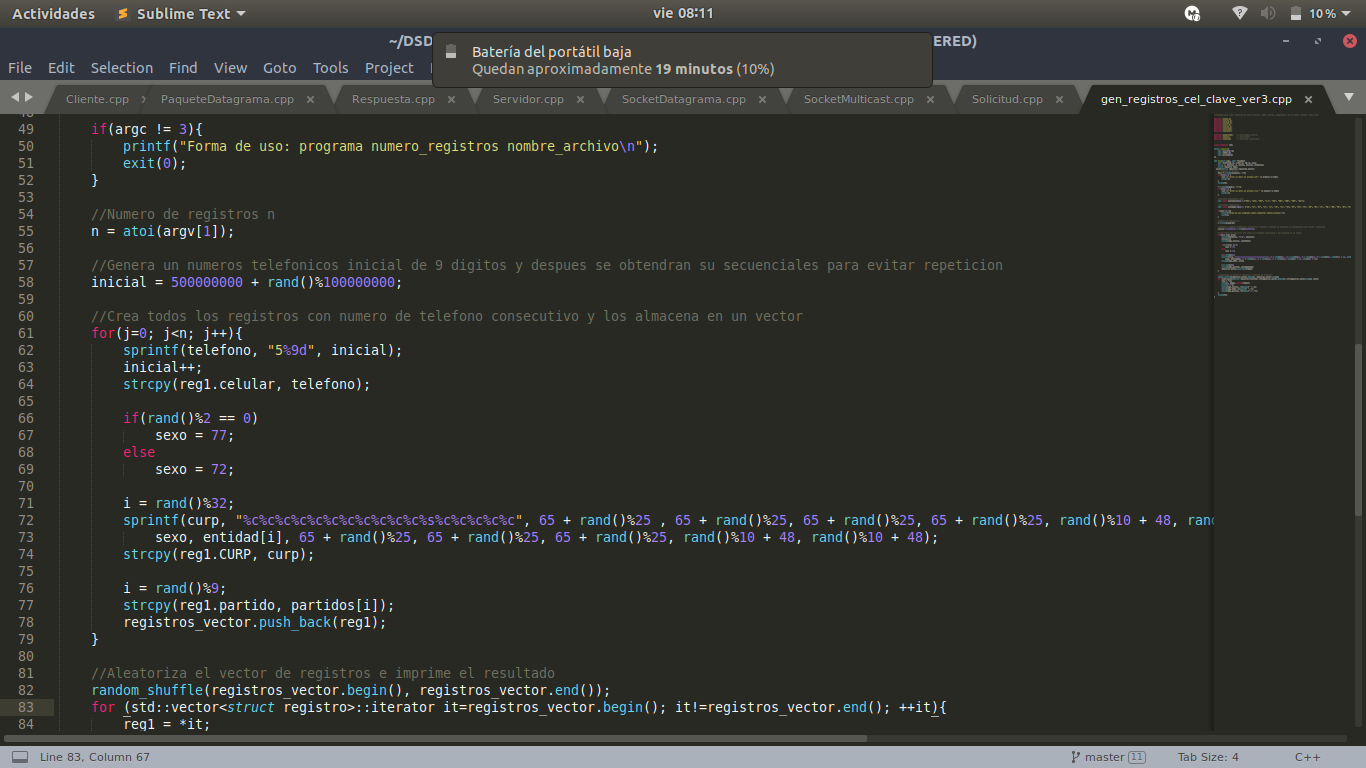 Actividades
Sublime Text
vie 08:11
10 %
~/DSD
ERED)
Batería del portátil baja
Quedan aproximadamente 19 minutos (10%)
File Edit Selection Find View Goto Tools Project
Cliente.cpp PaqueteDatagrama.cpp Respuesta.cpp Servidor.cpp SocketDatagrama.cpp SocketMulticast.cpp Solicitud.cpp gen_registros_cel_clave_ver3.cpp
48
49 if(argc != 3){
50 printf("Forma de uso: programa numero_registros nombre_archivo\n");
51 exit(0);
52 }
53
54 //Numero de registros n
55 n = atoi(argv[1]);
56
57 //Genera un numeros telefonicos inicial de 9 digitos y despues se obtendran su secuenciales para evitar repeticion
58 inicial = 500000000 + rand()%100000000;
59
60 //Crea todos los registros con numero de telefono consecutivo y los almacena en un vector
61 for(j=0; j<n; j++){
62 sprintf(telefono, "5%9d", inicial);
63 inicial++;
64 strcpy(reg1.celular, telefono);
65
66 if(rand()%2 == 0)
67 sexo = 77;
68 else
69 sexo = 72;
70
71 i = rand()%32;
72 sprintf(curp, "%c%c%c%c%c%c%c%c%c%c%c%s%c%c%c%c%c", 65 + rand()%25 , 65 + rand()%25, 65 + rand()%25, 65 + rand()%25, rand()%10 + 48, ran
73 sexo, entidad[i], 65 + rand()%25, 65 + rand()%25, 65 + rand()%25, rand()%10 + 48, rand()%10 + 48);
74 strcpy(reg1.CURP, curp);
75
76 i = rand()%9;
77 strcpy(reg1.partido, partidos[i]);
78 registros_vector.push_back(reg1);
79 }
80
81 //Aleatoriza el vector de registros e imprime el resultado
82 random_shuffle(registros_vector.begin(), registros_vector.end());
83 for (std::vector<struct registro>::iterator it=registros_vector.begin(); it!=registros_vector.end(); ++it){
84 reg1 = *it;
Line 83, Column 67
master 11
Tab Size: 4
C++